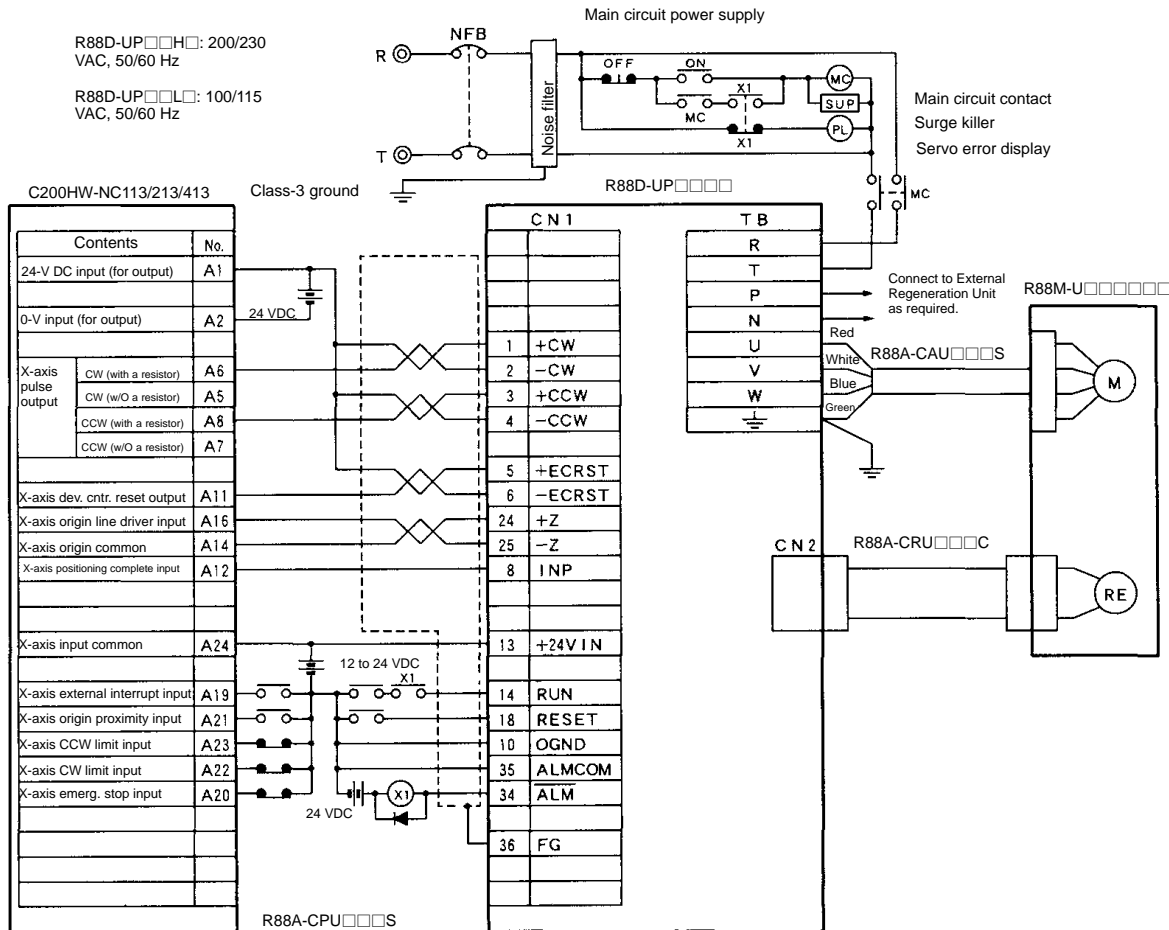 Main circuit power supply
R88D-UP□□H□: 200/230
VAC, 50/60 Hz
R88D-UP□□L□: 100/115
VAC, 50/60 Hz
NFB
R
T
Noise filter
OFF
ON
MC
X1
MC
SUP
PL
X1
Main circuit contact
Surge killer
Servo error display
MC
Class-3 ground
C200HW-NC113/213/413
Contents No.
24-V DC input (for output) A1
0-V input (for output) A2
24 VDC
X-axis pulse output
CW (with a resistor) A6
CW (w/O a resistor) A5
CCW (with a resistor) A8
CCW (w/O a resistor) A7
X-axis dev. cntr. reset output A11
X-axis origin line driver input A16
X-axis origin common A14
X-axis positioning complete input A12
X-axis input common A24
X-axis external interrupt input A19
X-axis origin proximity input A21
X-axis CCW limit input A23
X-axis CW limit input A22
X-axis emerg. stop input A20
12 to 24 VDC
X1
24 VDC
X1
R88A-CPU□□□S
R88D-UP□□□□
CN1
1 +CW
2 −CW
3 +CCW
4 −CCW
5 +ECRST
6 −ECRST
24 +Z
25 −Z
8 INP
13 +24VIN
14 RUN
18 RESET
10 OGND
35 ALMCOM
34 ALM
36 FG
TB
R
T
P
N
U
V
W
Connect to External
Regeneration Unit
as required.
Red
White
Blue
Green
R88A-CAU□□□S
R88M-U□□□□□□
M
CN2
R88A-CRU□□□C
RE